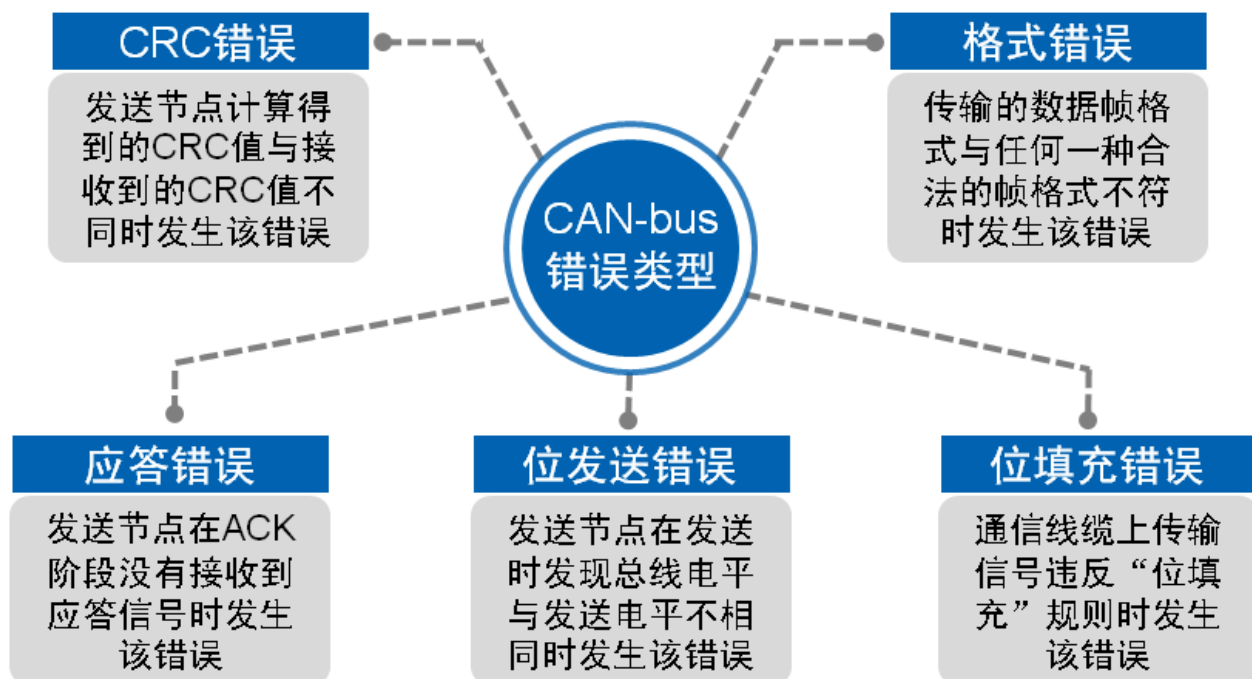 CRC错误
发送节点计算得
到的CRC值与接
收到的CRC值不
同时发生该错误
格式错误
传输的数据帧格
式与任何一种合
法的帧格式不符
时发生该错误
CAN-bus
错误类型
应答错误
发送节点在ACK
阶段没有接收到
应答信号时发生
该错误
位发送错误
发送节点在发送
时发现总线电平
与发送电平不相
同时发生该错误
位填充错误
通信线缆上传输
信号违反“位填
充”规则时发生
该错误